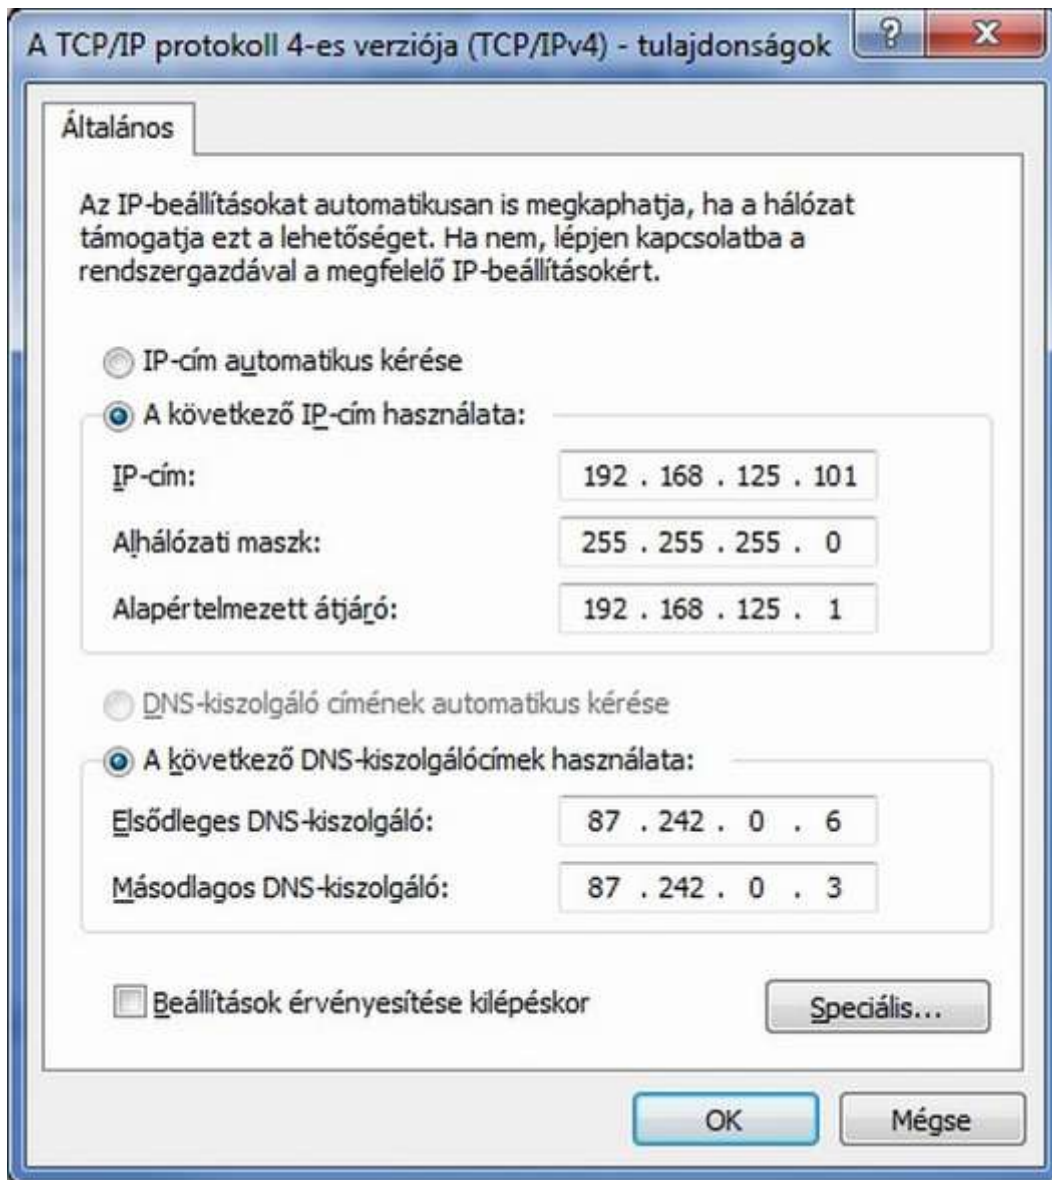 A TCP/IP protokoll 4-es verziója (TCP/IPv4) - tulajdonságok
?
Általános
Az IP-beállításokat automatikusan is megkaphatja, ha a hálózat
támogatja ezt a lehetőséget. Ha nem, lépjen kapcsolatba a
rendszergazdával a megfelelő IP-beállításokért.
IP-cím automatikus kérése
A következő IP-cím használata:
IP-cím: 192 . 168 . 125 . 101
Alhálózati maszk: 255 . 255 . 255 . 0
Alapértelmezett átjáró: 192 . 168 . 125 . 1
DNS-kiszolgáló címének automatikus kérése
A következő DNS-kiszolgálócímek használata:
Elsődleges DNS-kiszolgáló: 87 . 242 . 0 . 6
Másodlagos DNS-kiszolgáló: 87 . 242 . 0 . 3
Beállítások érvényesítése kilépéskor
Speciális...
OK Mégse